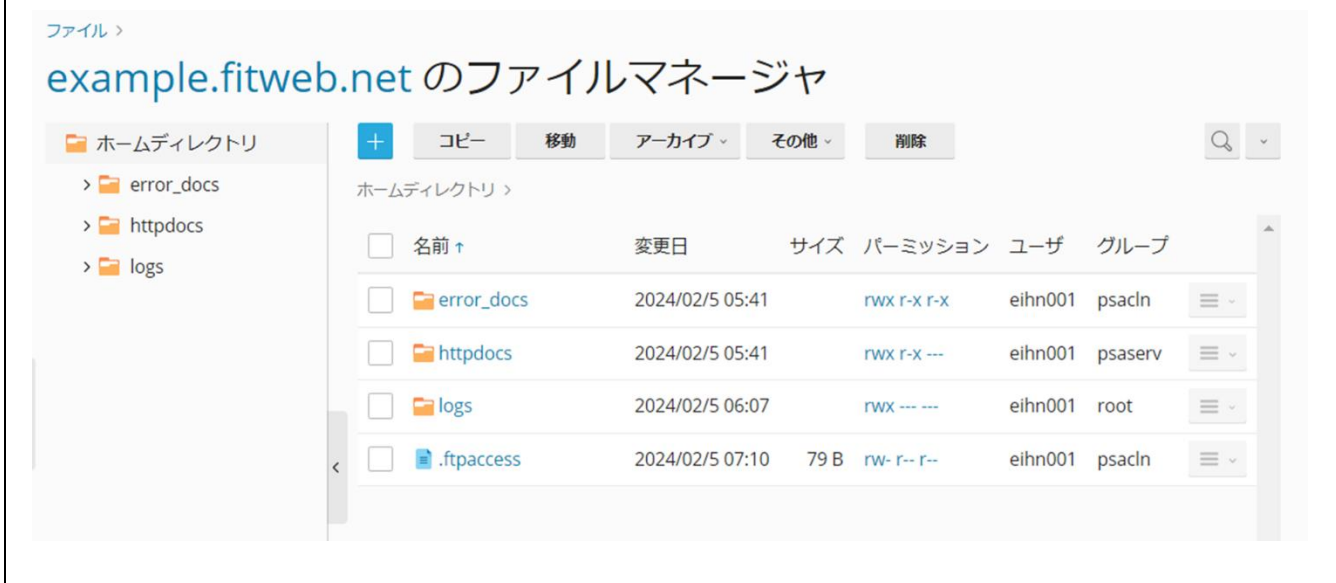 ファイル >
example.fitweb.net のファイルマネージャ
ホームディレクトリ
error_docs
httpdocs
logs
+ コピー 移動 アーカイブ その他 削除
ホームディレクトリ >
名前 ↑ 変更日 サイズ パーミッション ユーザ グループ
error_docs 2024/02/5 05:41 rwx r-x r-x eihn001 psacln
httpdocs 2024/02/5 05:41 rwx r-x --- eihn001 psaserv
logs 2024/02/5 06:07 rwx --- --- eihn001 root
.ftpaccess 2024/02/5 07:10 79 B rw- r-- r-- eihn001 psacln